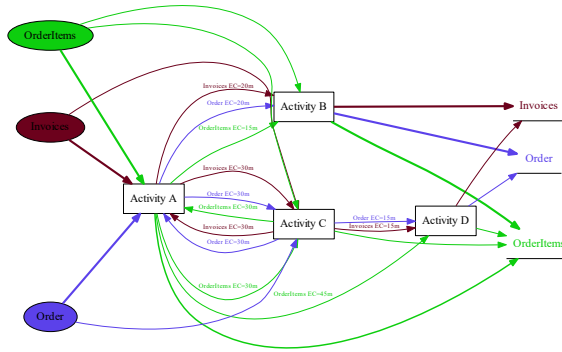 OrderItems
Invoices EC=20m
Activity B
Invoices
Order EC=20m
Invoices
OrderItems EC=15m
Order
Invoices EC=30m
Activity A
Order EC=30m
OrderItems EC=30m
Activity C
Order EC=15m
Activity D
Invoices EC=30m
Invoices EC=15m
Order EC=30m
OrderItems
OrderItems EC=30m
OrderItems EC=45m
Order